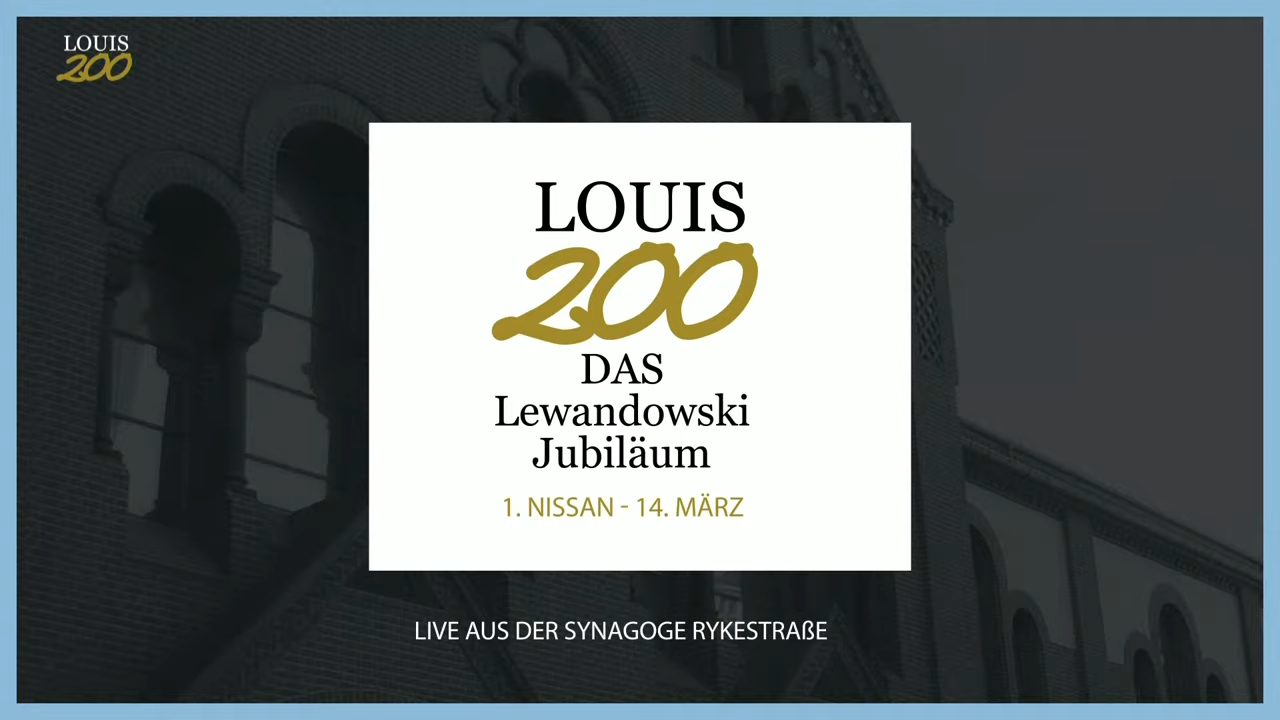 LOUIS
200
LOUIS
200
DAS
Lewandowski
Jubiläum
1. NISSAN - 14. MÄRZ
LIVE AUS DER SYNAGOGE RYKESTRAßE